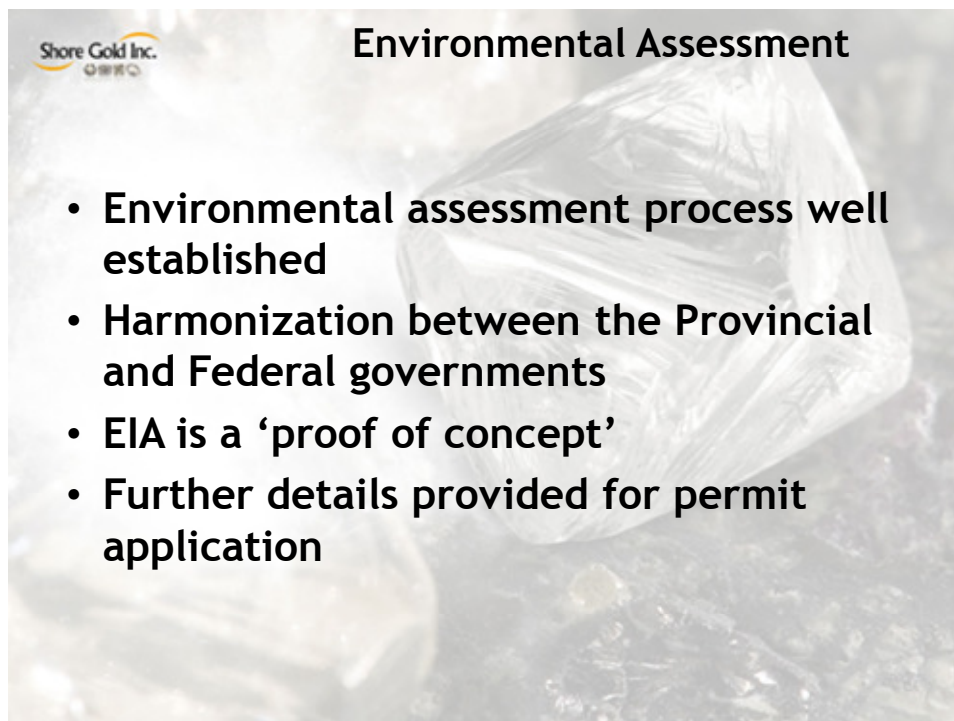 Shore Gold Inc.
Environmental Assessment
• Environmental assessment process well
established
• Harmonization between the Provincial
and Federal governments
• EIA is a ‘proof of concept’
• Further details provided for permit
application